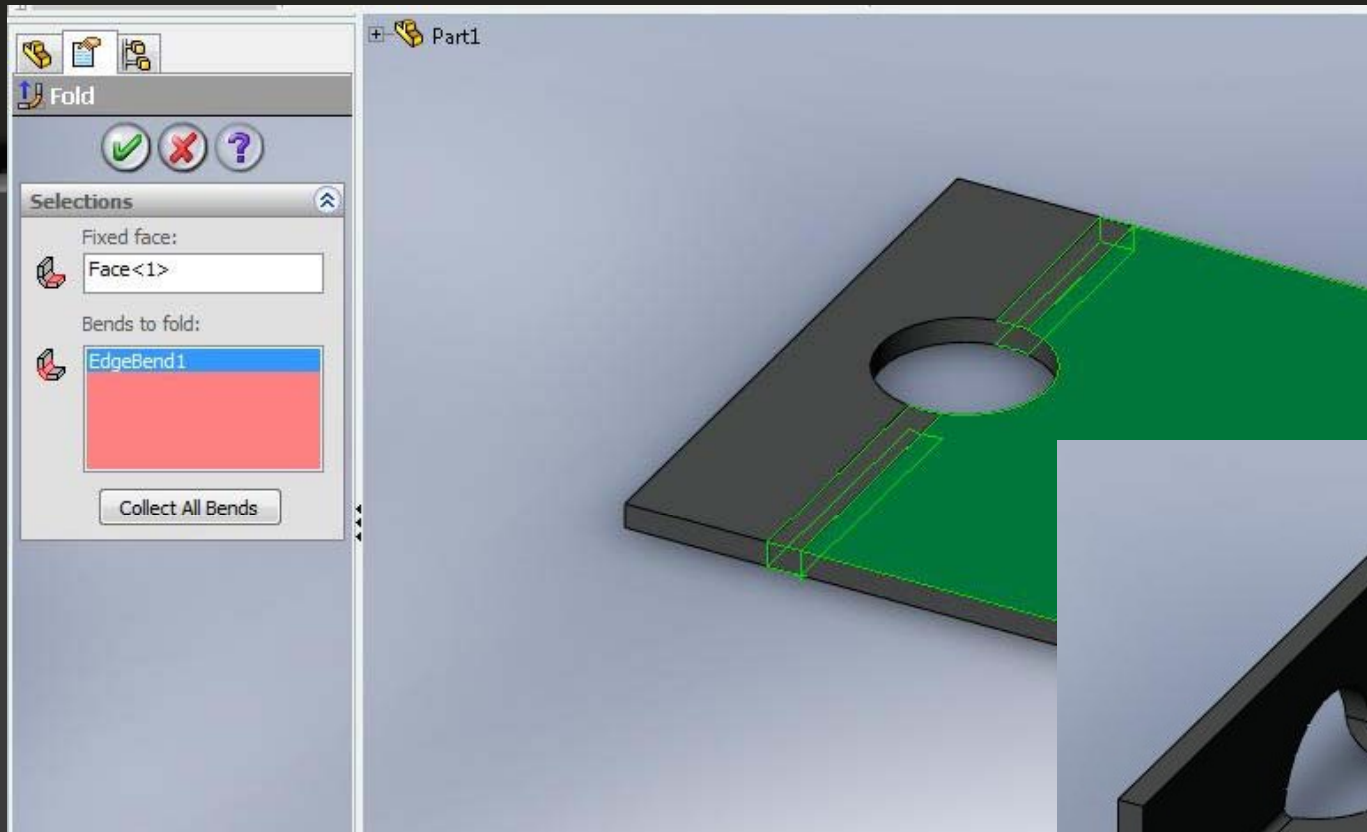 Part1
Fold
?
Selections
Fixed face:
Face<1>
Bends to fold:
EdgeBend1
Collect All Bends